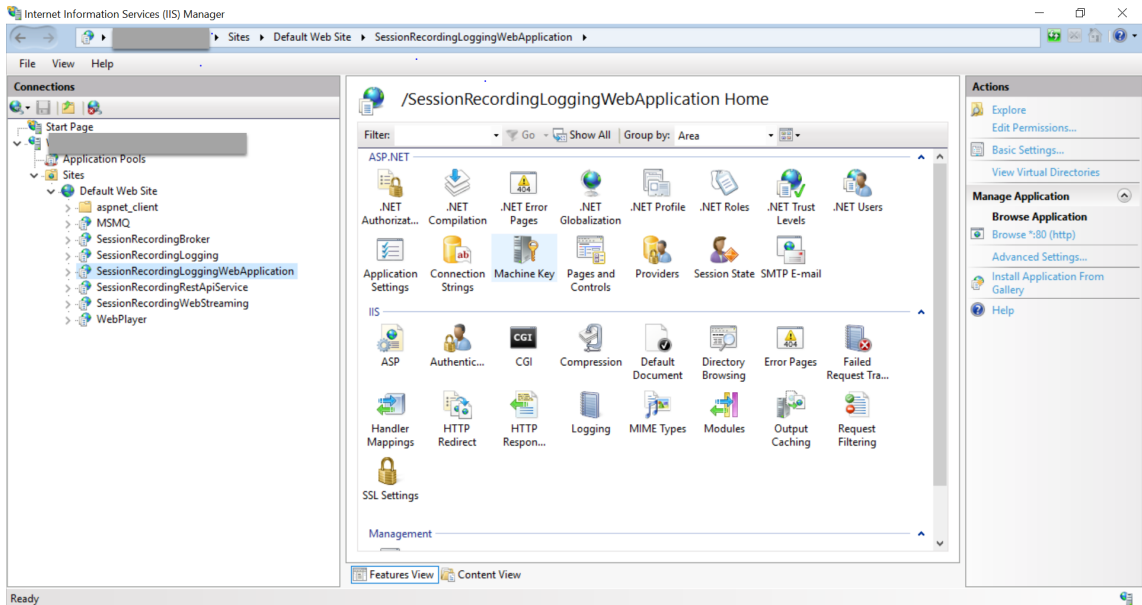 Internet Information Services (IIS) Manager
Sites Default Web Site SessionRecordingLoggingWebApplication
File View Help
Connections
Start Page
Application Pools
Sites
Default Web Site
aspnet_client
MSMQ
SessionRecordingBroker
SessionRecordingLogging
SessionRecordingLoggingWebApplication
SessionRecordingRestApiService
SessionRecordingWebStreaming
WebPlayer
/SessionRecordingLoggingWebApplication Home
Filter: Go Show All Group by: Area
ASP.NET
.NET Authorizat...
.NET Compilation
.NET Error Pages
.NET Globalization
.NET Profile
.NET Roles
.NET Trust Levels
.NET Users
Application Settings
Connection Strings
Machine Key
Pages and Controls
Providers
Session State
SMTP E-mail
IIS
ASP
Authentic...
CGI
CGI
Compression
Default Document
Directory Browsing
404
Error Pages
Failed Request Tra...
Handler Mappings
HTTP Redirect
HTTP Respon...
Logging
MIME Types
Modules
Output Caching
Request Filtering
SSL Settings
Management
Features View Content View
Actions
Explore
Edit Permissions...
Basic Settings...
View Virtual Directories
Manage Application
Browse Application
Browse *:80 (http)
Advanced Settings...
Install Application From
Gallery
Help
Ready